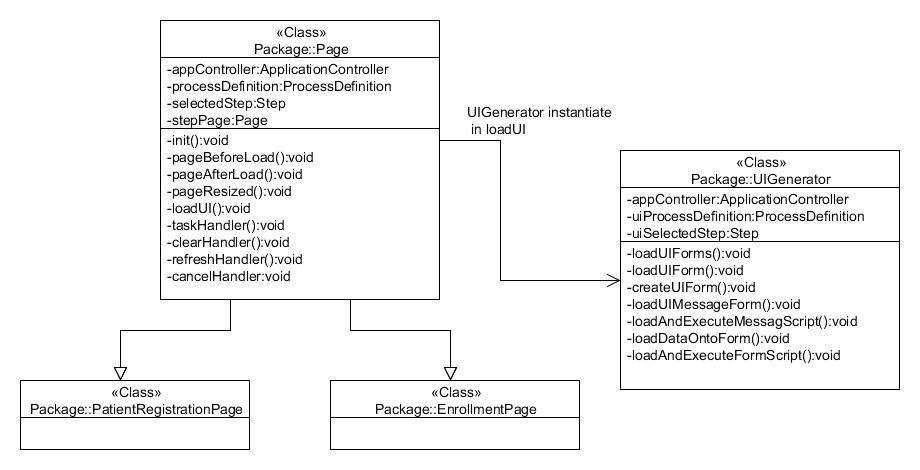 «Class»
Package::Page
-appController:ApplicationController
-processDefinition:ProcessDefinition
-selectedStep:Step
-stepPage:Page
-init():void
-pageBeforeLoad():void
-pageAfterLoad():void
-pageResized():void
-loadUI():void
-taskHandler():void
-clearHandler():void
-refreshHandler():void
-cancelHandler:void
UIGenerator instantiate
in loadUI
«Class»
Package::UIGenerator
-appController:ApplicationController
-uiProcessDefinition:ProcessDefinition
-uiSelectedStep:Step
-loadUIForms():void
-loadUIForm():void
-createUIForm():void
-loadUIMessageForm():void
-loadAndExecuteMessagScript():void
-loadDataOntoForm():void
-loadAndExecuteFormScript():void
«Class»
Package::PatientRegistrationPage
«Class»
Package::EnrollmentPage